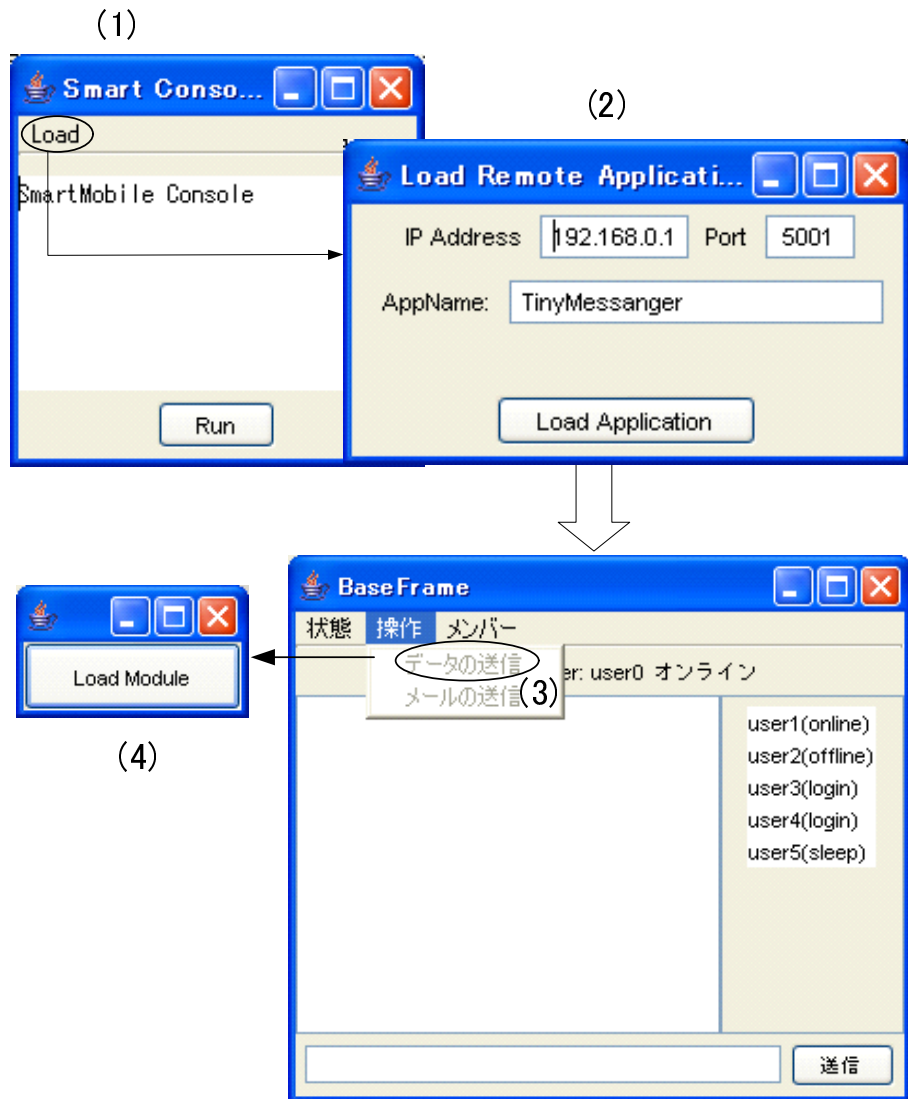 (1)
Smart Conso...
Load
SmartMobile Console
Run
(2)
Load Remote Applicati...
IP Address 192.168.0.1 Port 5001
AppName: TinyMessanger
Load Application
BaseFrame
状態 操作 メンバー
データの送信
メールの送信
(3)
er: user0 オンライン
user1(online)
user2(offline)
user3(login)
user4(login)
user5(sleep)
送信
Load Module
(4)